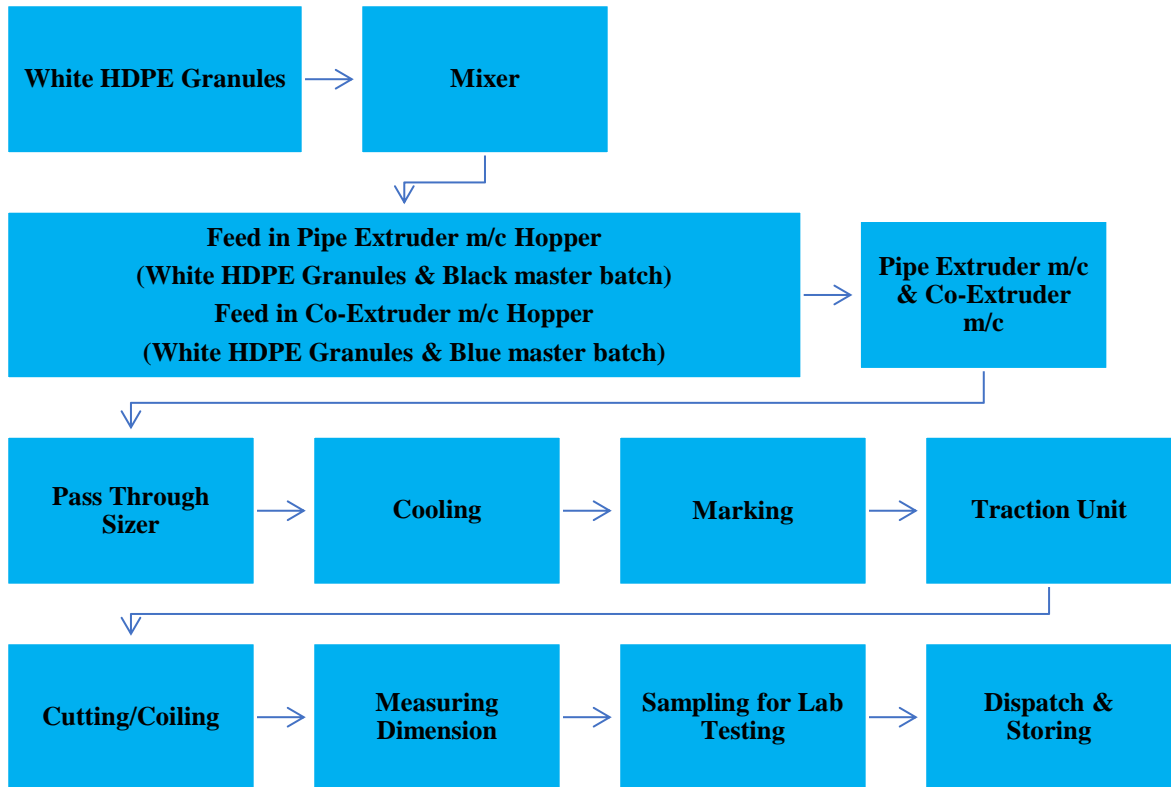 White HDPE Granules
Mixer
Feed in Pipe Extruder m/c Hopper
(White HDPE Granules & Black master batch)
Feed in Co-Extruder m/c Hopper
(White HDPE Granules & Blue master batch)
Pipe Extruder m/c
& Co-Extruder
m/c
Pass Through
Sizer
Cooling
Marking
Traction Unit
Cutting/Coiling
Measuring
Dimension
Sampling for Lab
Testing
Dispatch &
Storing